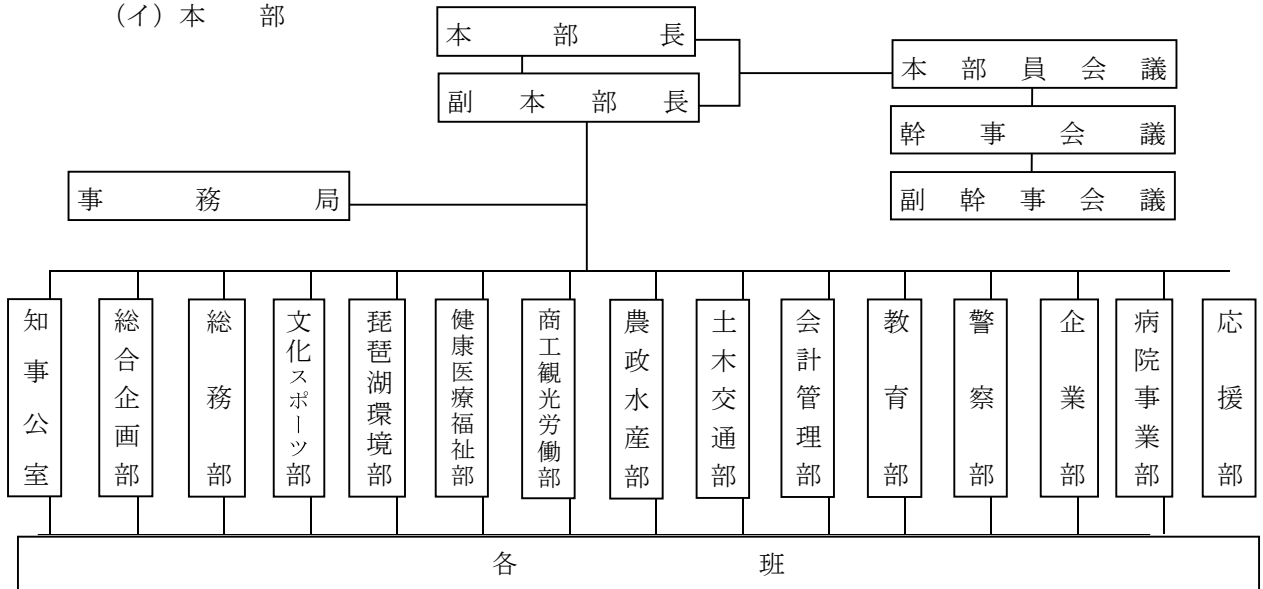 （イ）本　部
本部長
副本部長
本部員会議
幹事会議
副幹事会議
事務局
知事公室
総合企画部
総務部
文化スポーツ部
琵琶湖環境部
健康医療福祉部
商工観光労働部
農政水産部
土木交通部
会計管理部
教育部
警察部
企業部
病院事業部
応援部
各班